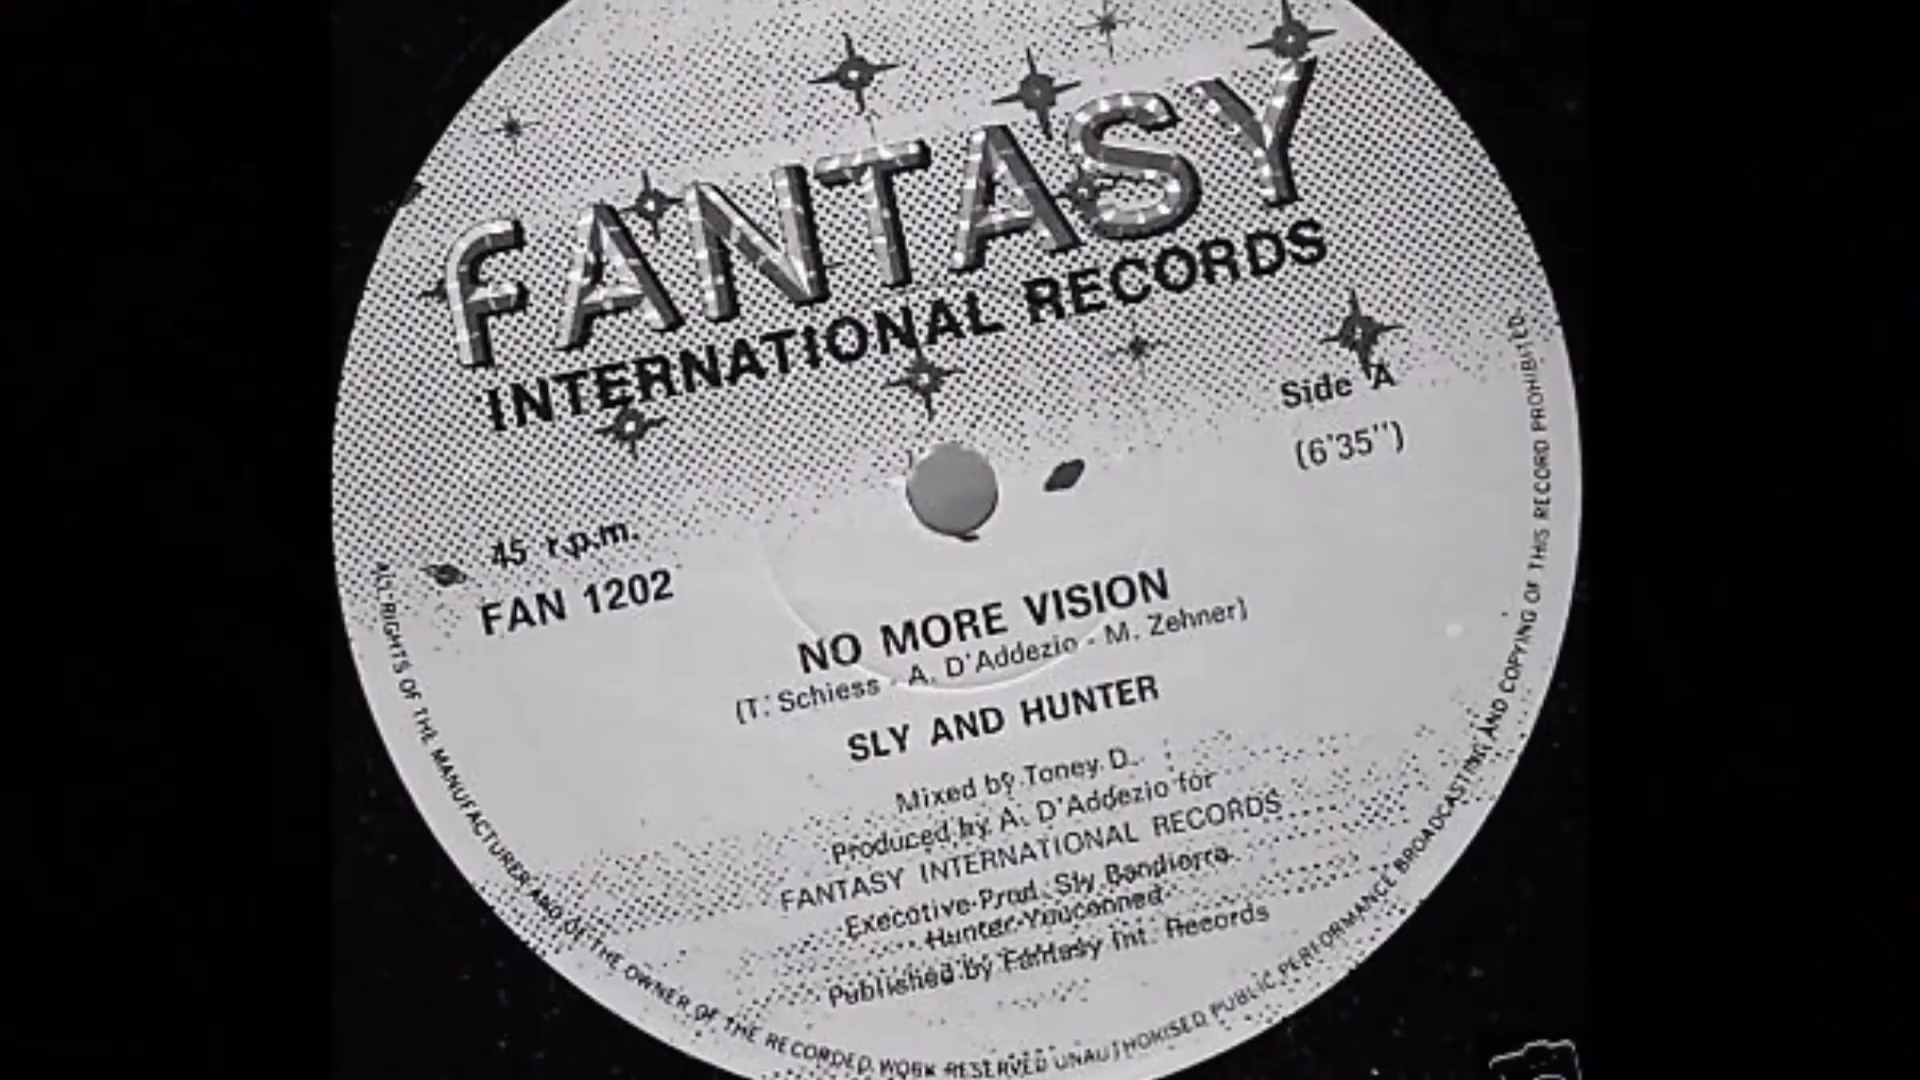 FANTASY
INTERNATIONAL RECORDS
Side A
(6'35'')
45 r.p.m.
FAN 1202
NO MORE VISION
(T. Schiess - A. D'Addezio - M. Zehner)
SLY AND HUNTER
Mixed by Toney D.
Produced by A. D'Addezio for
FANTASY INTERNATIONAL RECORDS
Executive Prod. Sly Bandierra
Hunter
Published by Fantasy Int. Records
ALL RIGHTS OF THE MANUFACTURER AND OF THE OWNER OF THE RECORDED WORK RESERVED UNAUTHORISED PUBLIC PERFORMANCE BROADCASTING AND COPYING OF THIS RECORD PROHIBITED